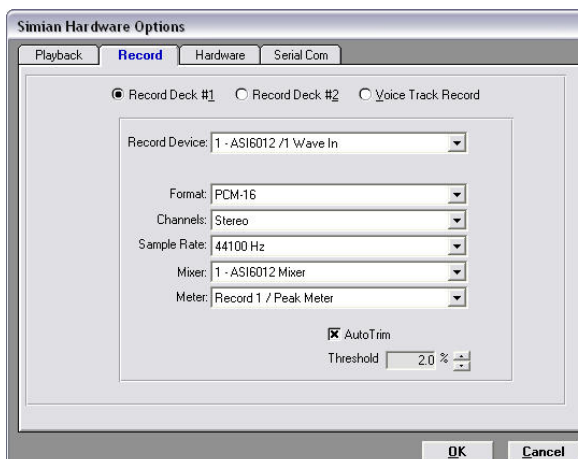 Simian Hardware Options
Playback Record Hardware Serial Com
Record Deck #1 Record Deck #2 Voice Track Record
Record Device: 1 - ASI6012 /1 Wave In
Format: PCM-16
Channels: Stereo
Sample Rate: 44100 Hz
Mixer: 1 - ASI6012 Mixer
Meter: Record 1 / Peak Meter
AutoTrim
Threshold 2.0 %
OK Cancel